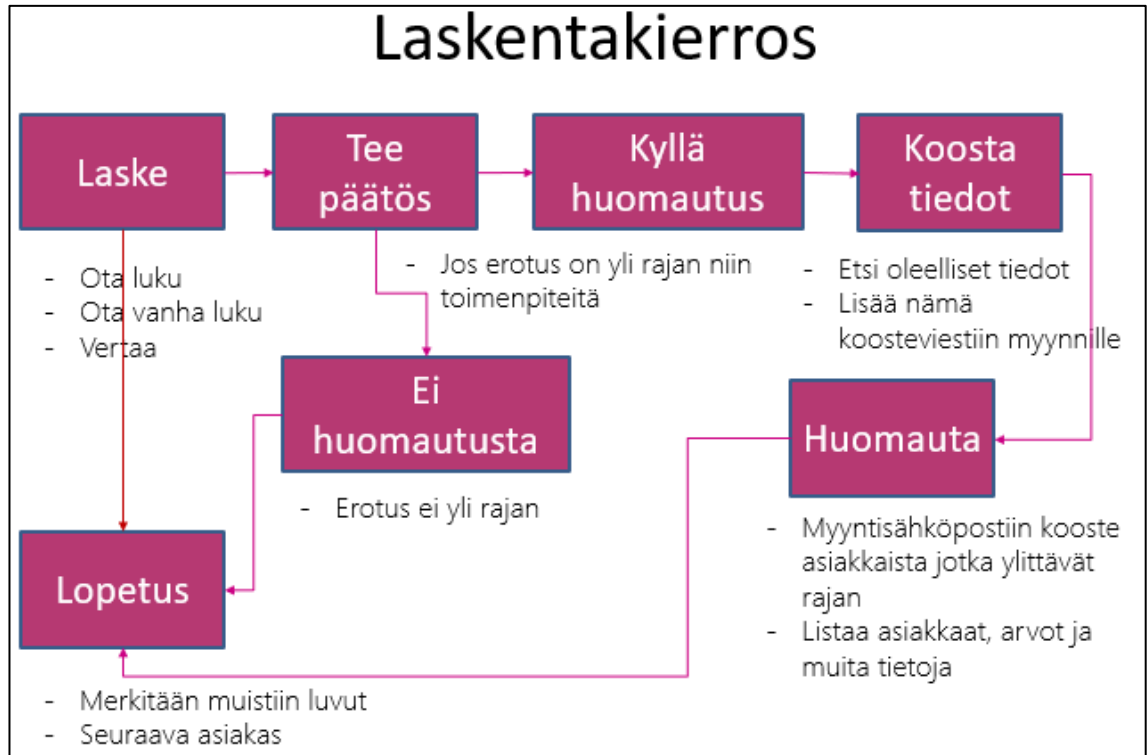 Laskentakierros
Laske
Tee
päätös
Kyllä
huomautus
Koosta
tiedot
- Ota luku
- Ota vanha luku
- Vertaa
- Jos erotus on yli rajan niin
toimenpiteitä
- Etsi oleelliset tiedot
- Lisää nämä
koosteviestiin myynnille
Ei
huomautusta
- Erotus ei yli rajan
Huomauta
- Myyntisähköpostiin kooste
asiakkaista jotka ylittävät
rajan
- Listaa asiakkaat, arvot ja
muita tietoja
Lopetus
- Merkitään muistiin luvut
- Seuraava asiakas